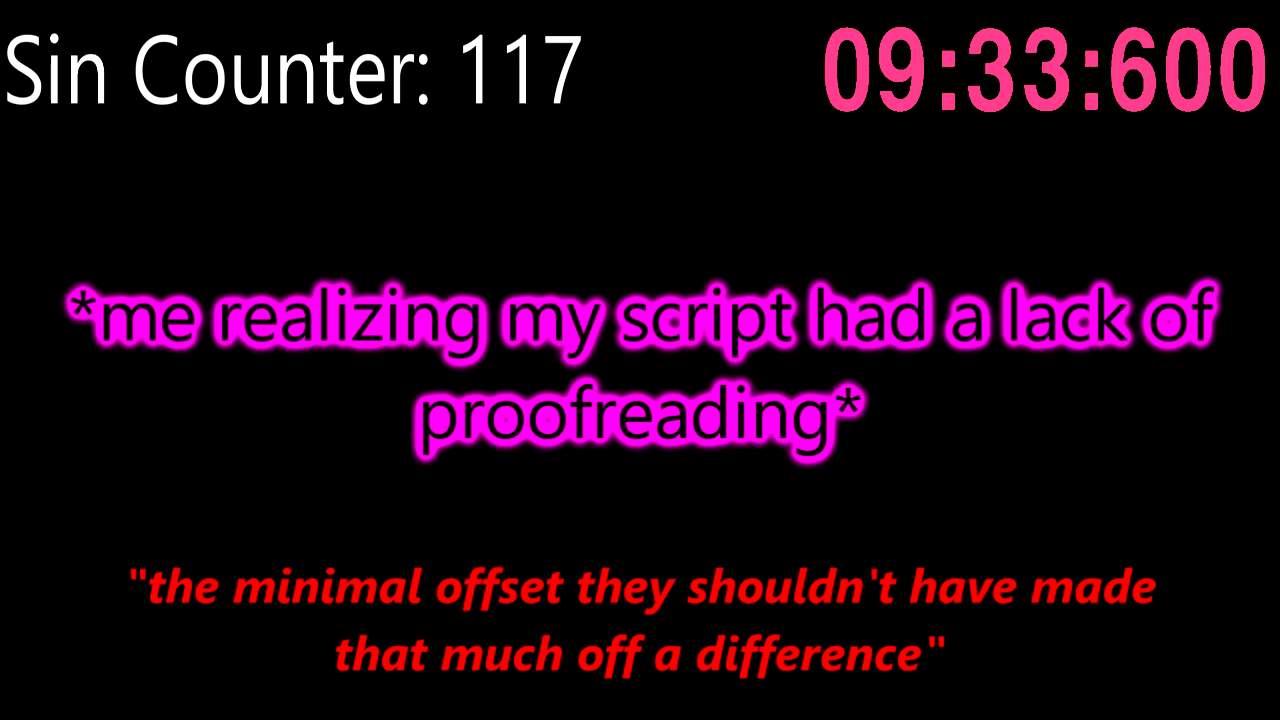 Sin Counter: 117
09:33:600
*me realizing my script had a lack of
proofreading*
"the minimal offset they shouldn't have made
that much off a difference"